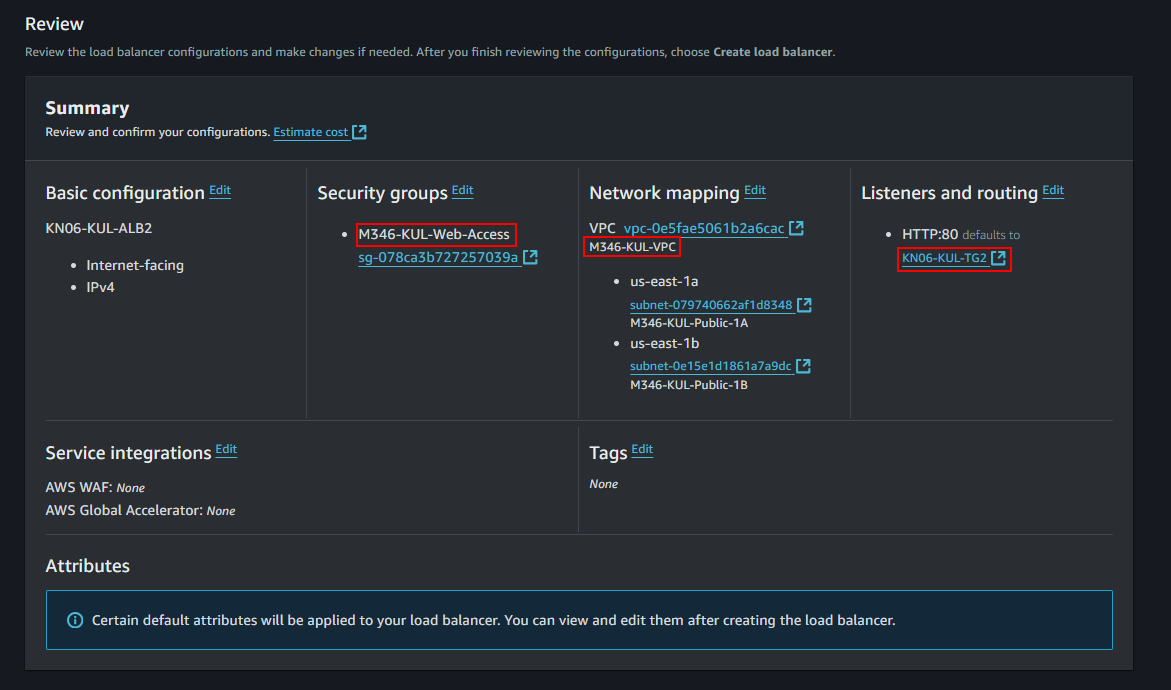 Review
Review the load balancer configurations and make changes if needed. After you finish reviewing the configurations, choose Create load balancer.
Summary
Review and confirm your configurations. Estimate cost
Basic configuration Edit
KN06-KUL-ALB2
Internet-facing
IPv4
Security groups Edit
M346-KUL-Web-Access
sg-078ca3b727257039a
Network mapping Edit
VPC vpc-0e5fae5061b2a6cac
M346-KUL-VPC
us-east-1a
subnet-079740662af1d8348
M346-KUL-Public-1A
us-east-1b
subnet-0e15e1d1861a7a9dc
M346-KUL-Public-1B
Listeners and routing Edit
HTTP:80 defaults to
KN06-KUL-TG2
Service integrations Edit
AWS WAF: None
AWS Global Accelerator: None
Tags Edit
None
Attributes
Certain default attributes will be applied to your load balancer. You can view and edit them after creating the load balancer.